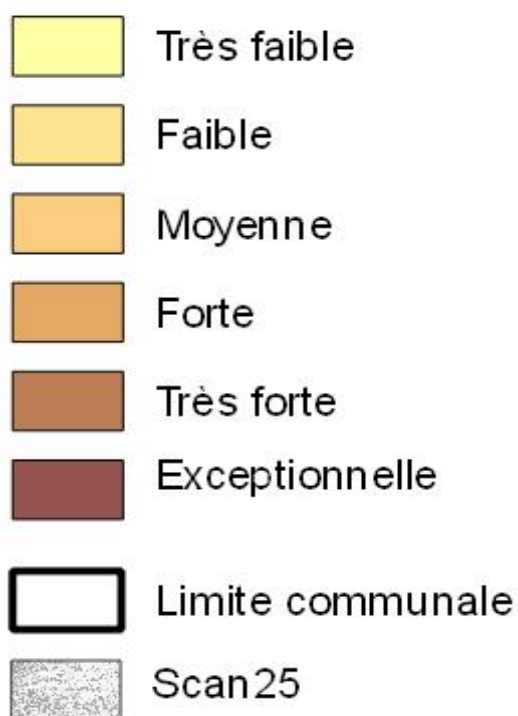 Très faible
Faible
Moyenne
Forte
Très forte
Exceptionnelle
Limite communale
Scan25